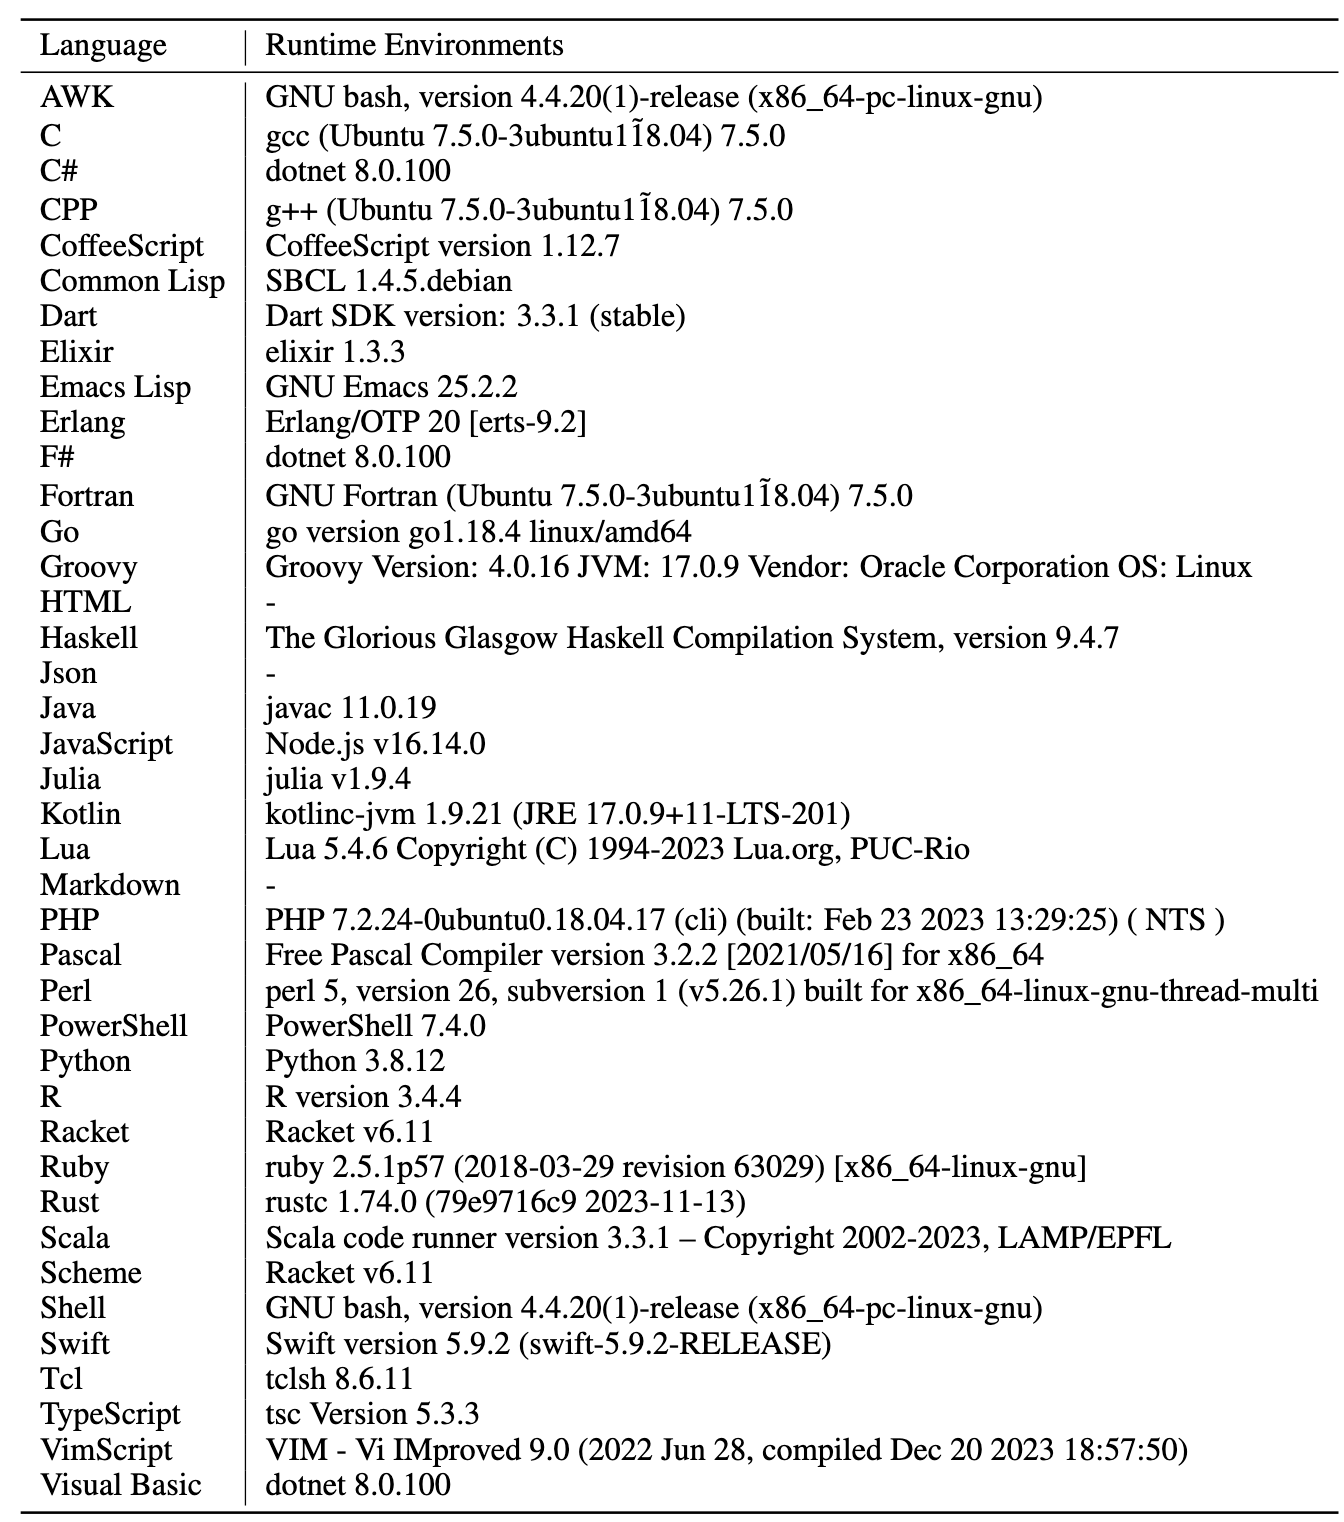 Language Runtime Environments
AWK GNU bash, version 4.4.20(1)-release (x86_64-pc-linux-gnu)
C gcc (Ubuntu 7.5.0-3ubuntu11̃8.04) 7.5.0
C# dotnet 8.0.100
CPP g++ (Ubuntu 7.5.0-3ubuntu11̃8.04) 7.5.0
CoffeeScript CoffeeScript version 1.12.7
Common Lisp SBCL 1.4.5.debian
Dart Dart SDK version: 3.3.1 (stable)
Elixir elixir 1.3.3
Emacs Lisp GNU Emacs 25.2.2
Erlang Erlang/OTP 20 [erts-9.2]
F# dotnet 8.0.100
Fortran GNU Fortran (Ubuntu 7.5.0-3ubuntu11̃8.04) 7.5.0
Go go version go1.18.4 linux/amd64
Groovy Groovy Version: 4.0.16 JVM: 17.0.9 Vendor: Oracle Corporation OS: Linux
HTML -
Haskell The Glorious Glasgow Haskell Compilation System, version 9.4.7
Json -
Java javac 11.0.19
JavaScript Node.js v16.14.0
Julia julia v1.9.4
Kotlin kotlinc-jvm 1.9.21 (JRE 17.0.9+11-LTS-201)
Lua Lua 5.4.6 Copyright (C) 1994-2023 Lua.org, PUC-Rio
Markdown -
PHP PHP 7.2.24-0ubuntu0.18.04.17 (cli) (built: Feb 23 2023 13:29:25) ( NTS )
Pascal Free Pascal Compiler version 3.2.2 [2021/05/16] for x86_64
Perl perl 5, version 26, subversion 1 (v5.26.1) built for x86_64-linux-gnu-thread-multi
PowerShell PowerShell 7.4.0
Python Python 3.8.12
R R version 3.4.4
Racket Racket v6.11
Ruby ruby 2.5.1p57 (2018-03-29 revision 63029) [x86_64-linux-gnu]
Rust rustc 1.74.0 (79e9716c9 2023-11-13)
Scala Scala code runner version 3.3.1 – Copyright 2002-2023, LAMP/EPFL
Scheme Racket v6.11
Shell GNU bash, version 4.4.20(1)-release (x86_64-pc-linux-gnu)
Swift Swift version 5.9.2 (swift-5.9.2-RELEASE)
Tcl tclsh 8.6.11
TypeScript tsc Version 5.3.3
VimScript VIM - Vi IMproved 9.0 (2022 Jun 28, compiled Dec 20 2023 18:57:50)
Visual Basic dotnet 8.0.100